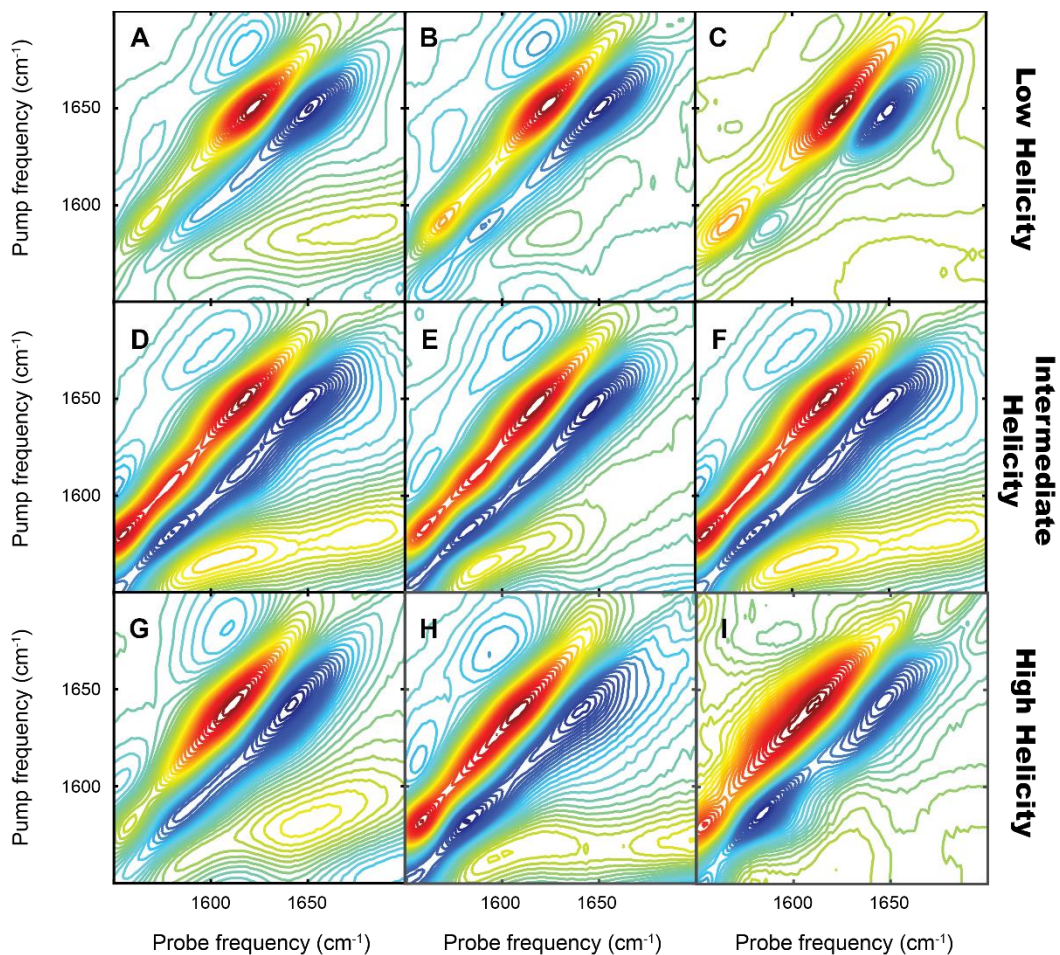 A
B
C
Pump frequency (cm⁻¹)
1650
1600
Low Helicity
D
E
F
Pump frequency (cm⁻¹)
1650
1600
Intermediate
Helicity
G
H
I
Pump frequency (cm⁻¹)
1650
1600
High Helicity
1600 1650 1600 1650 1600 1650
Probe frequency (cm⁻¹) Probe frequency (cm⁻¹) Probe frequency (cm⁻¹)